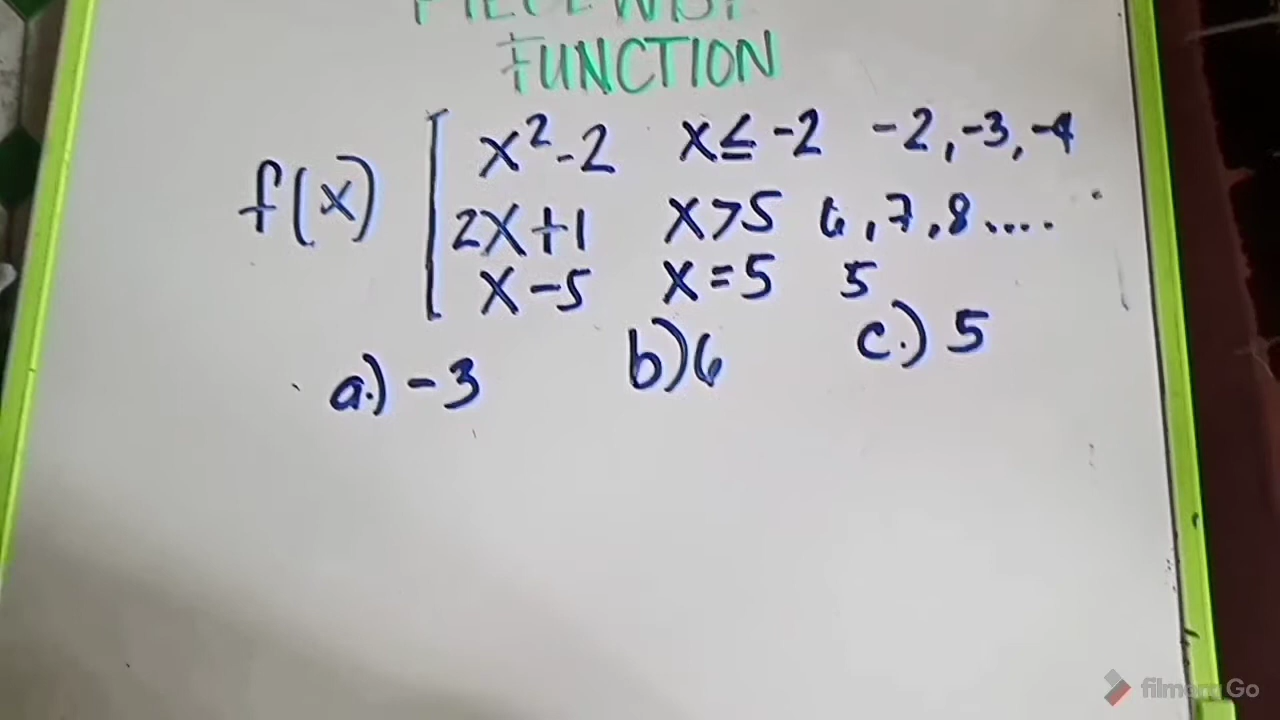 PIECEWISE
FUNCTION
f(x) [ x²-2 x≤-2 -2,-3,-4
2x+1 x>5 6,7,8....
x-5 x=5 5
a.) -3 b) 6 c.) 5
filmora Go